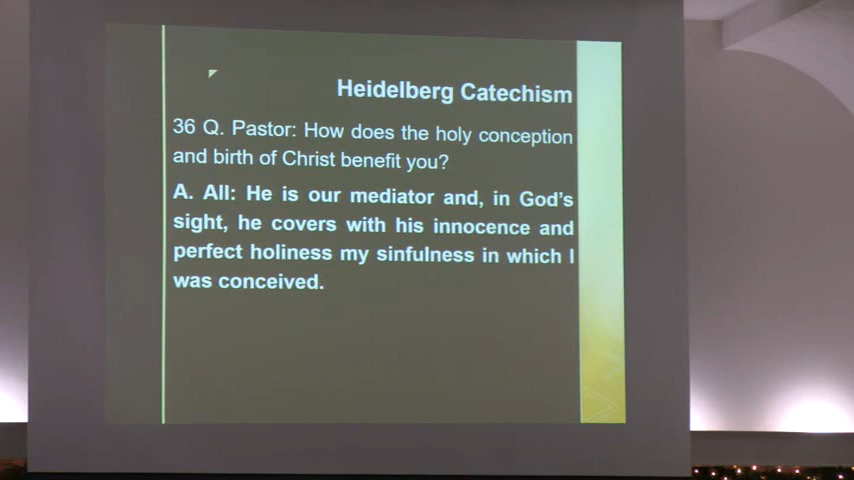 Heidelberg Catechism
36 Q. Pastor: How does the holy conception
and birth of Christ benefit you?
A. All: He is our mediator and, in God's
sight, he covers with his innocence and
perfect holiness my sinfulness in which I
was conceived.